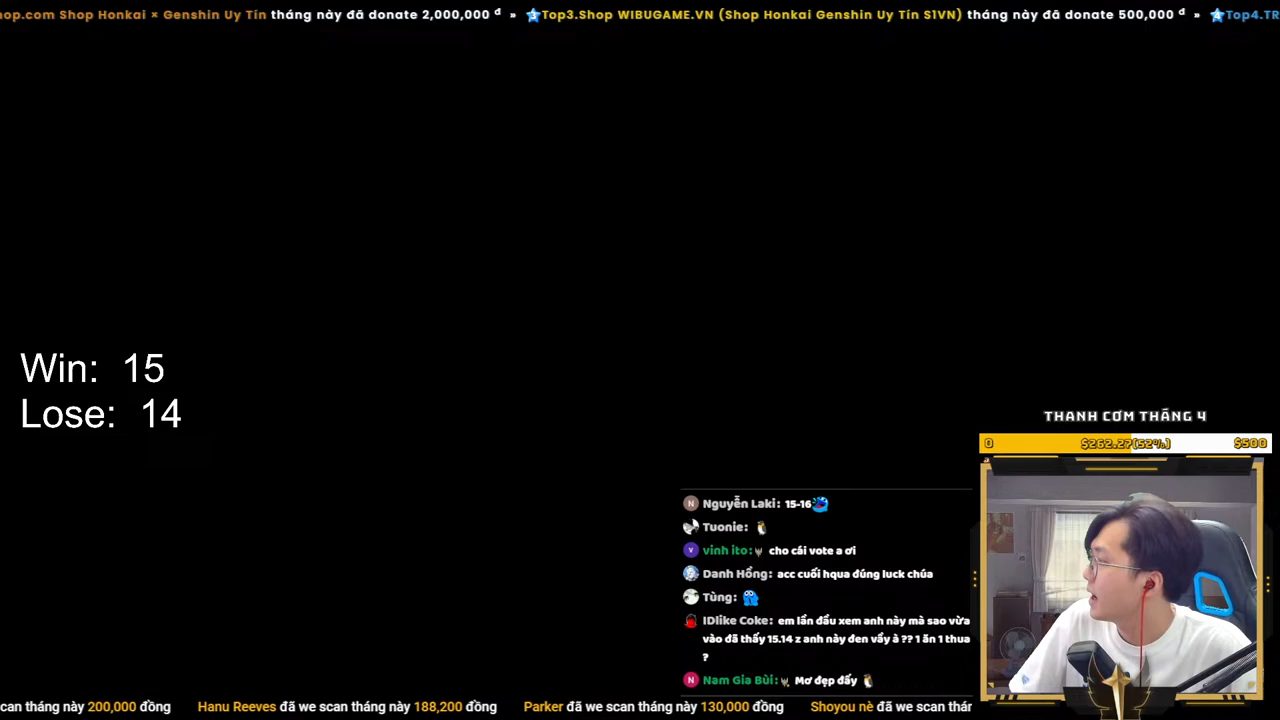 hop.com Shop Honkai × Genshin Uy Tín tháng này đã donate 2,000,000 đ » 3 Top3.Shop WIBUGAME.VN (Shop Honkai Genshin Uy Tín S1VN) tháng này đã donate 500,000 đ » 4 Top4.TR
Win: 15
Lose: 14
THANH CƠM THÁNG 4
0 $262.27(52%) $500
N Nguyễn Laki: 15-16
Tuonie:
V vinh ito: cho cái vote a ơi
Danh Hồng: acc cuối hqua đúng luck chúa
Tùng:
IDlike Coke: em lần đầu xem anh này mà sao vừa
vào đã thấy 15.14 z anh này đen vầy à ?? 1 ăn 1 thua
?
N Nam Gia Bùi: Mơ đẹp đấy
scan tháng này 200,000 đồng Hanu Reeves đã we scan tháng này 188,200 đồng Parker đã we scan tháng này 130,000 đồng Shoyou nè đã we scan thán